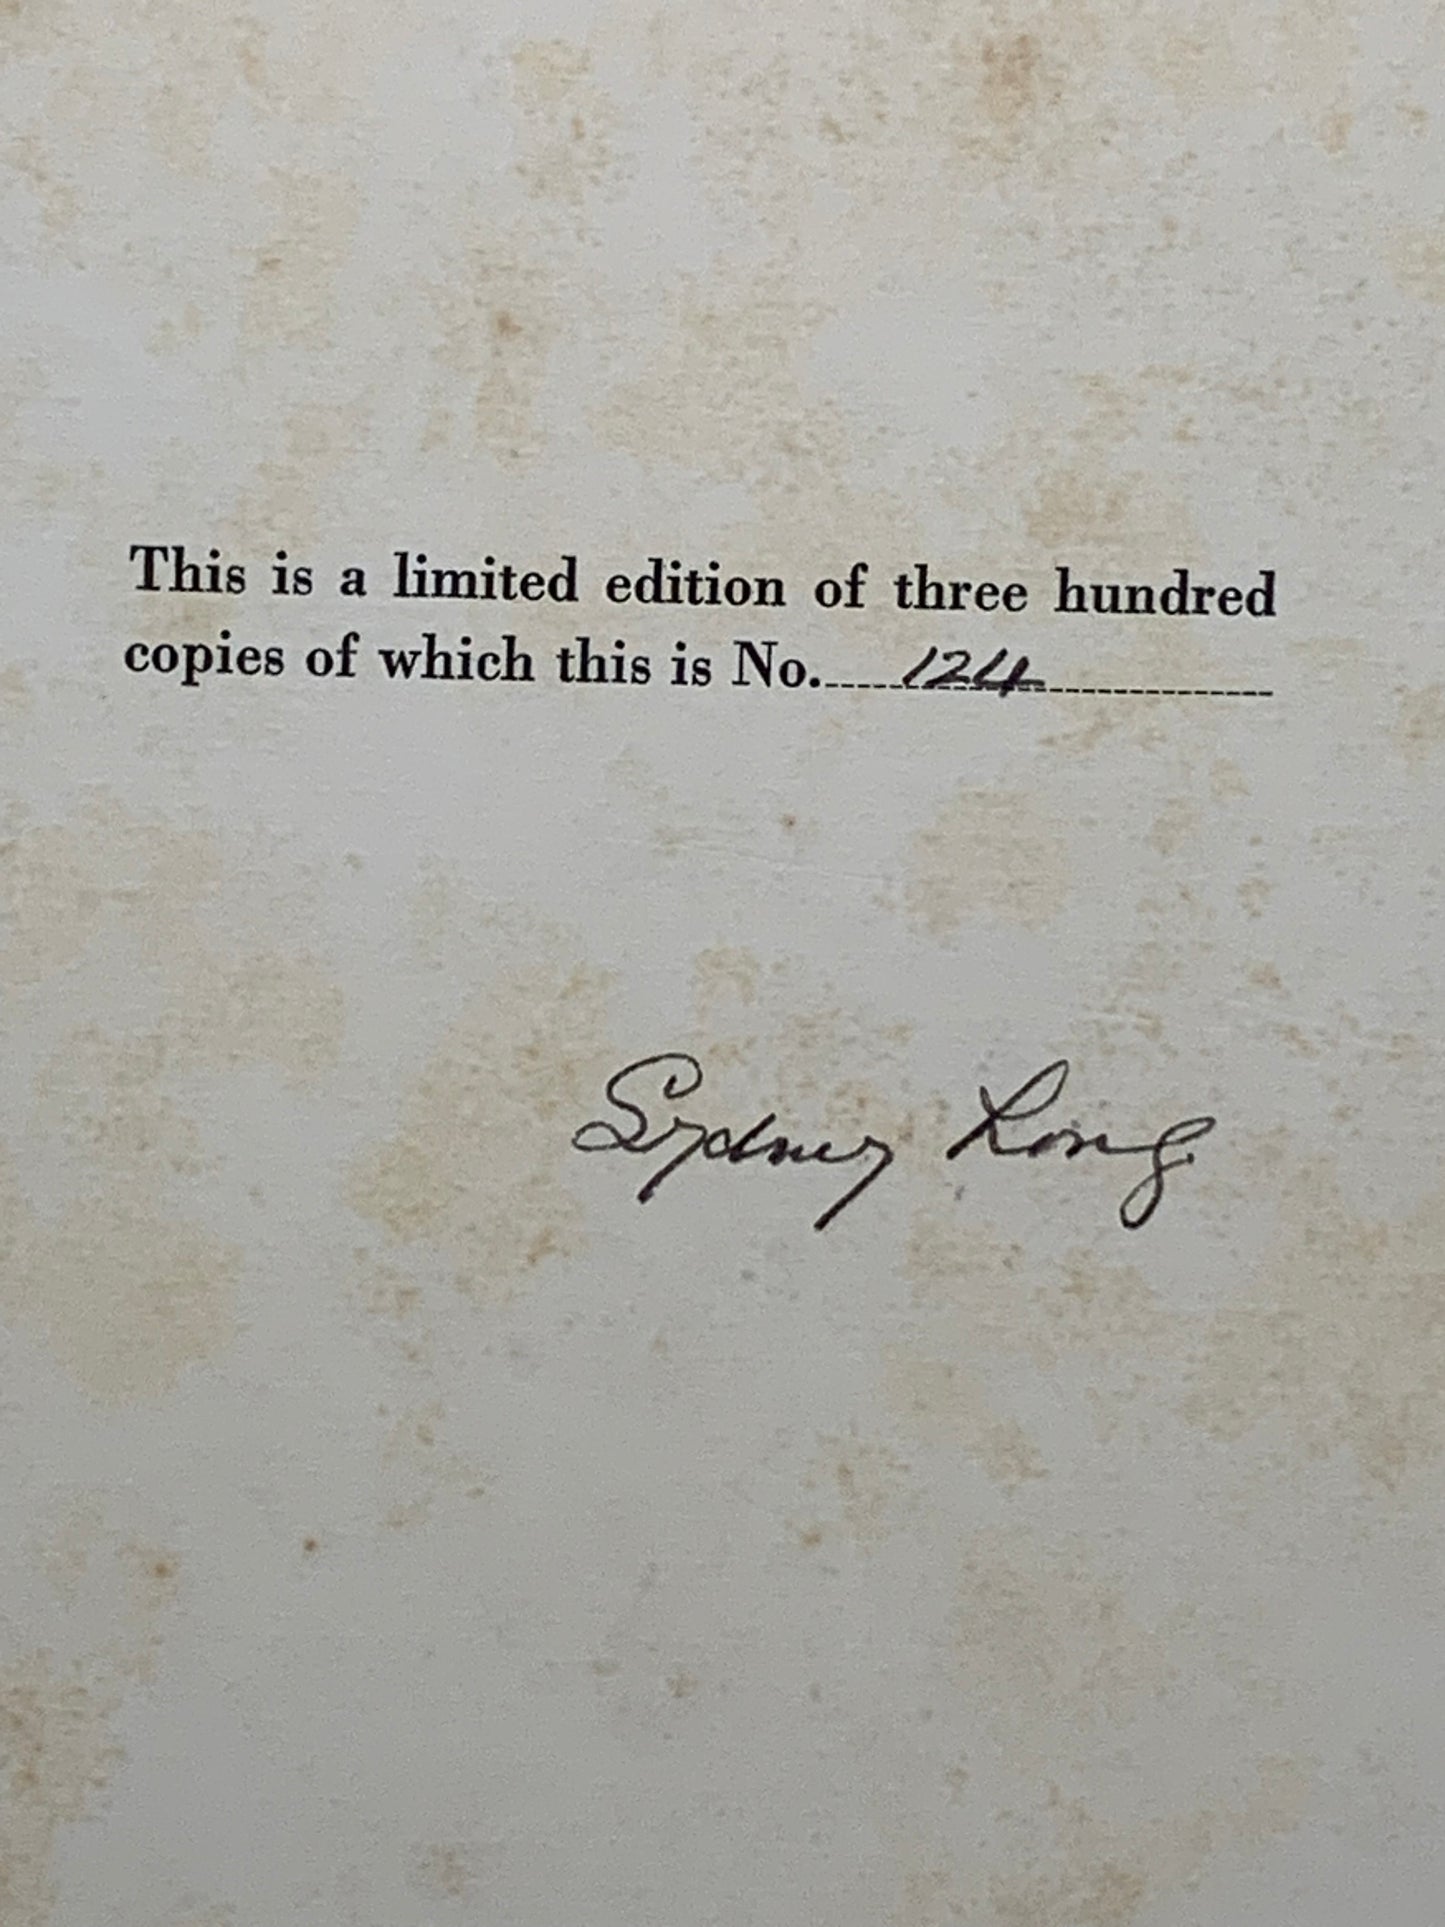 This is a limited edition of three hundred
copies of which this is No. 124
Sydney Long